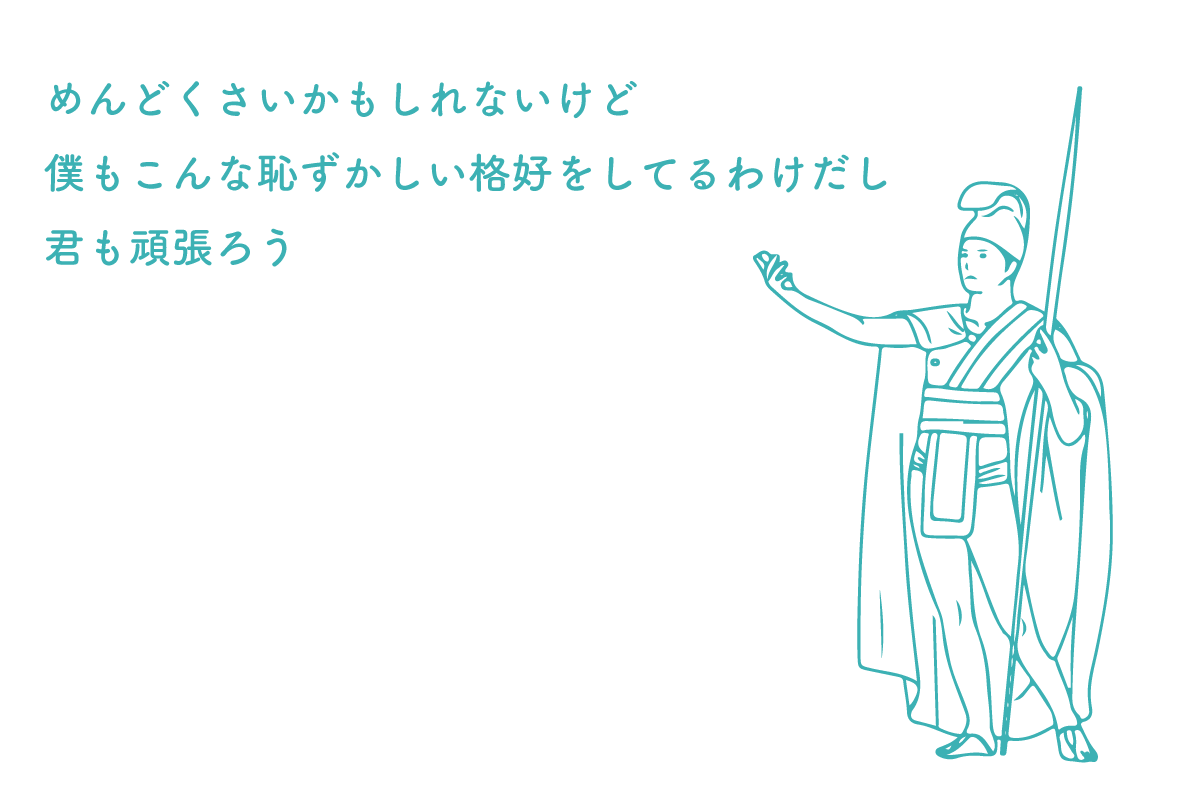 めんどくさいかもしれないけど
僕もこんな恥ずかしい格好をしてるわけだし
君も頑張ろう